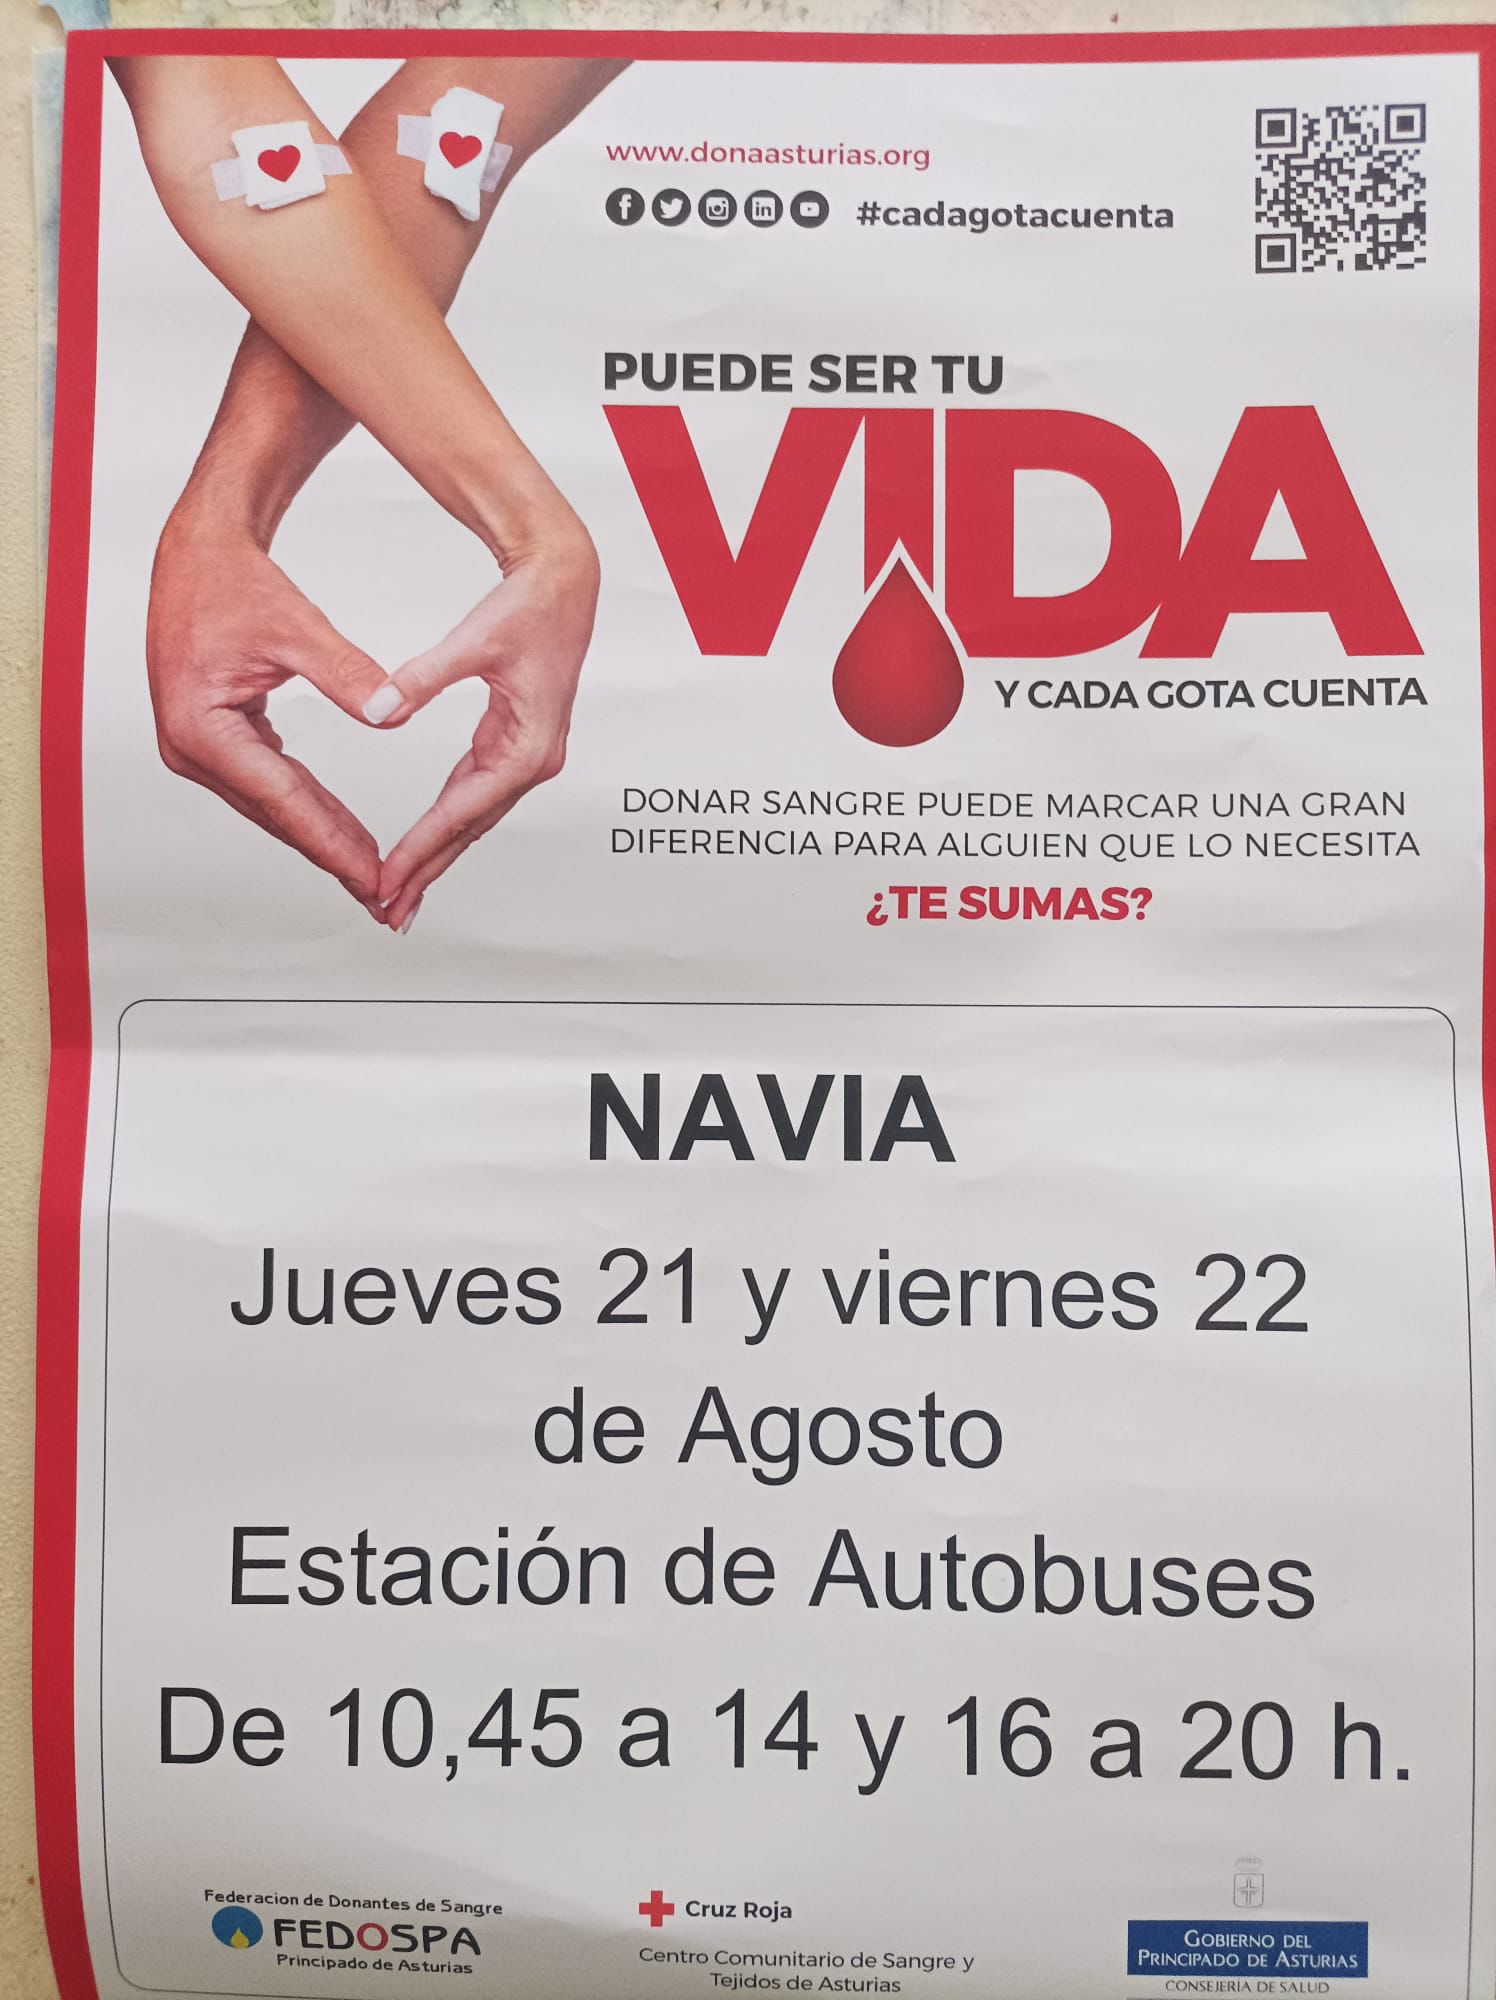 www.donaasturias.org
#cadagotacuenta
PUEDE SER TU
VIDA
Y CADA GOTA CUENTA
DONAR SANGRE PUEDE MARCAR UNA GRAN
DIFERENCIA PARA ALGUIEN QUE LO NECESITA
¿TE SUMAS?
NAVIA
Jueves 21 y viernes 22
de Agosto
Estación de Autobuses
De 10,45 a 14 y 16 a 20 h.
Federacion de Donantes de Sangre
FEDOSPA
Principado de Asturias
Cruz Roja
Centro Comunitario de Sangre y
Tejidos de Asturias
GOBIERNO DEL
PRINCIPADO DE ASTURIAS
CONSEJERÍA DE SALUD